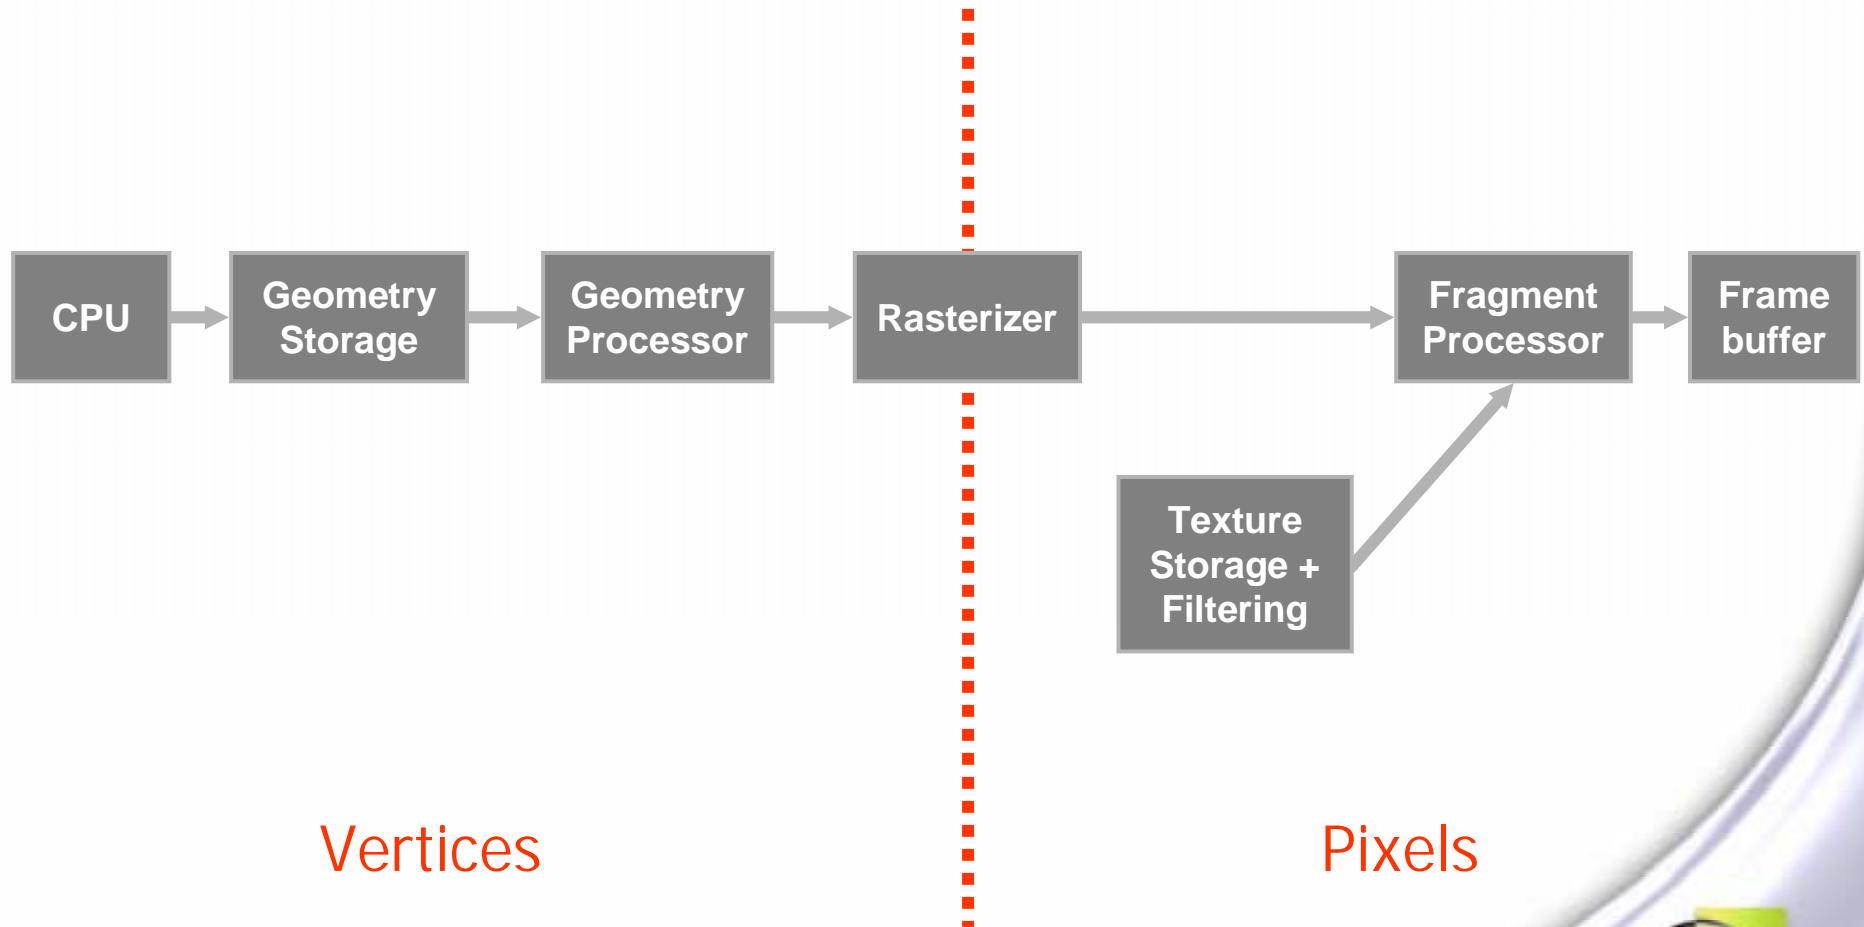 CPU
Geometry
Storage
Geometry
Processor
Rasterizer
Fragment
Processor
Frame
buffer
Texture
Storage +
Filtering
Vertices
Pixels